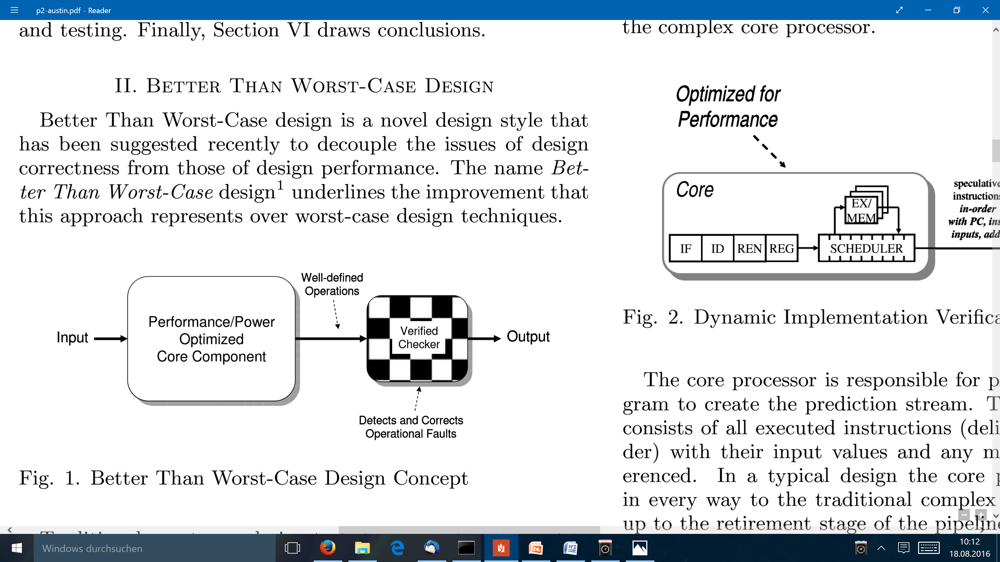 p2-austin.pdf - Reader
and testing. Finally, Section VI draws conclusions.
II. Better Than Worst-Case Design
Better Than Worst-Case design is a novel design style that
has been suggested recently to decouple the issues of design
correctness from those of design performance. The name Bet-
ter Than Worst-Case design1 underlines the improvement that
this approach represents over worst-case design techniques.
Well-defined
Operations
Input
Performance/Power
Optimized
Core Component
Verified
Checker
Output
Detects and Corrects
Operational Faults
Fig. 1. Better Than Worst-Case Design Concept
the complex core processor.
Optimized for
Performance
Core
EX/
MEM
IF ID REN REG
SCHEDULER
speculative
instructions
in-order
with PC, ins
inputs, add
Fig. 2. Dynamic Implementation Verifica
The core processor is responsible for p
gram to create the prediction stream. T
consists of all executed instructions (deli
der) with their input values and any m
erenced. In a typical design the core p
in every way to the traditional complex
up to the retirement stage of the pipeline
Windows durchsuchen
10:12
18.08.2016